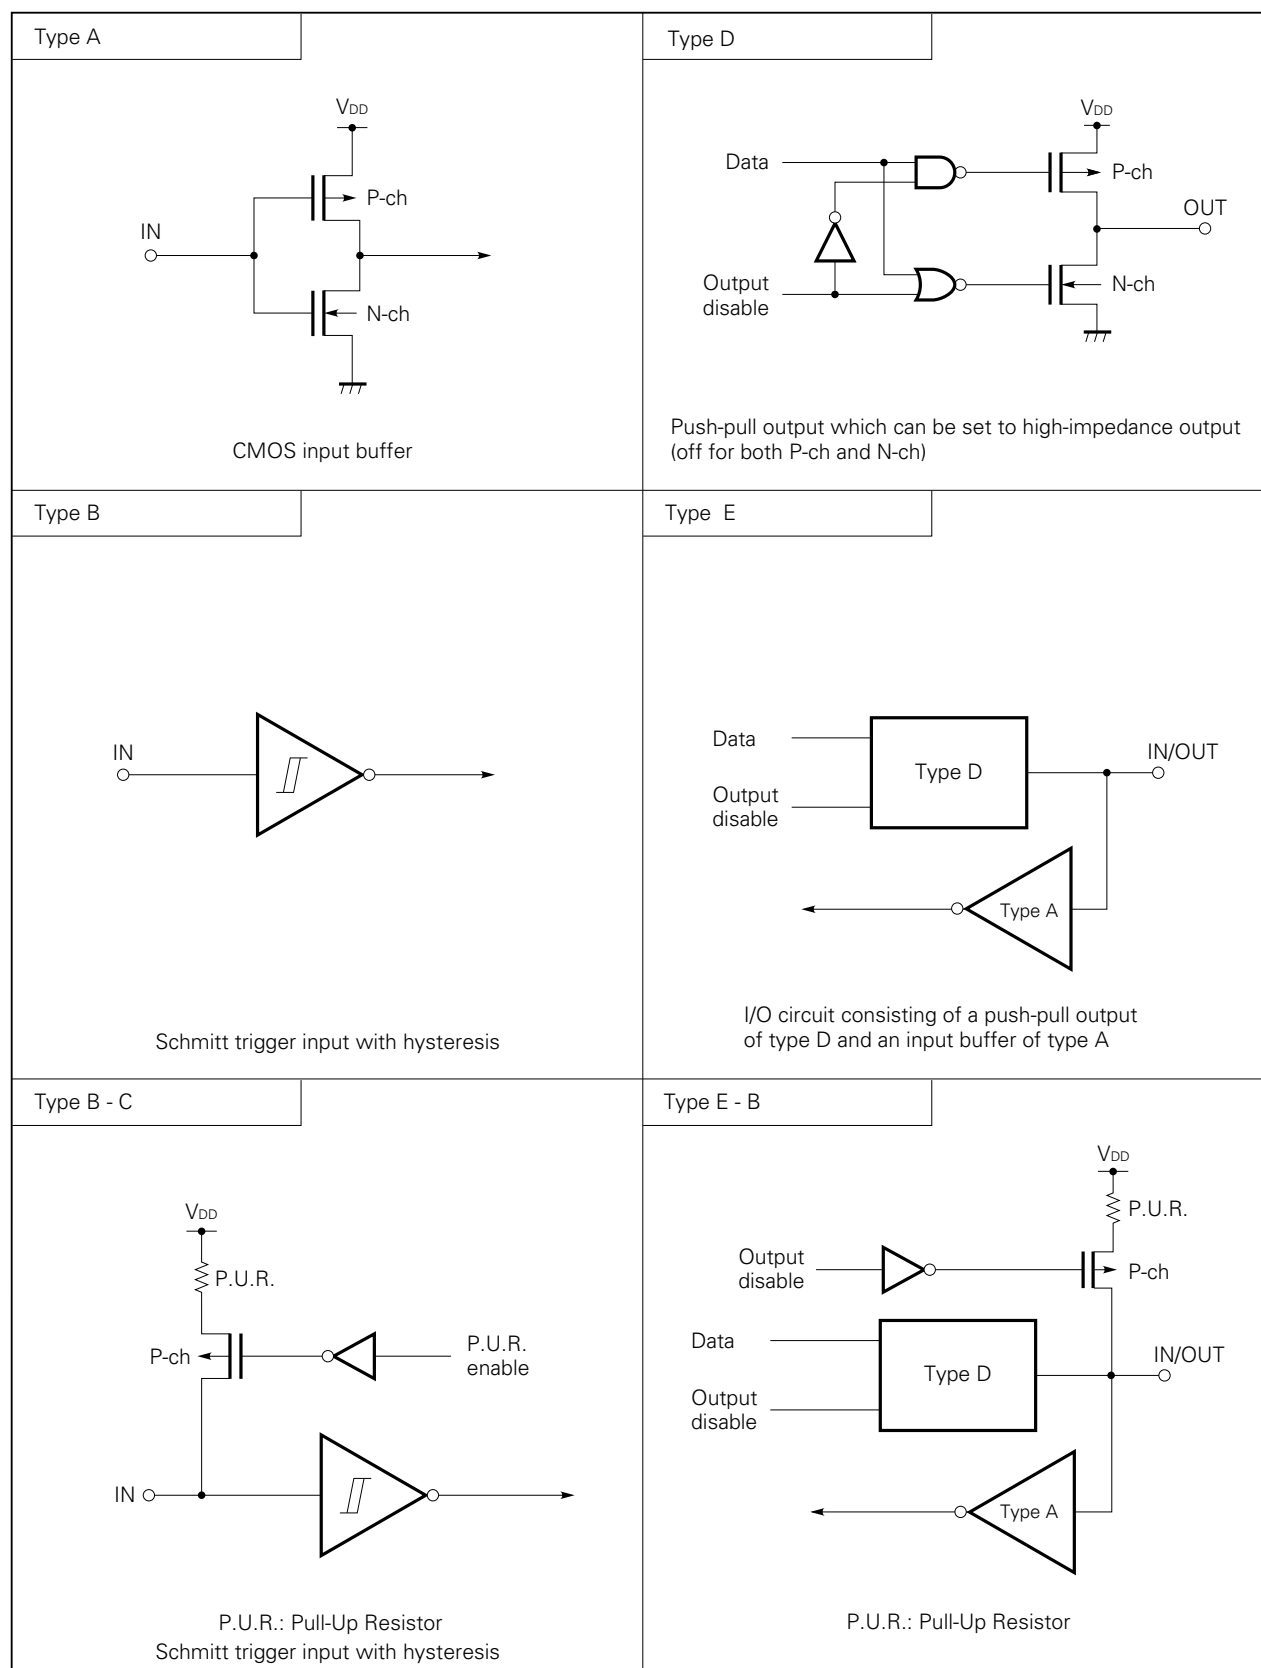 Type A
VDD
P-ch
IN
N-ch
CMOS input buffer
Type D
VDD
Data
P-ch
OUT
Output
disable
N-ch
Push-pull output which can be set to high-impedance output
(off for both P-ch and N-ch)
Type B
IN
Schmitt trigger input with hysteresis
Type E
Data
Type D
IN/OUT
Output
disable
Type A
I/O circuit consisting of a push-pull output
of type D and an input buffer of type A
Type B - C
VDD
P.U.R.
P-ch
P.U.R.
enable
IN
P.U.R.: Pull-Up Resistor
Schmitt trigger input with hysteresis
Type E - B
VDD
P.U.R.
Output
disable
P-ch
Data
Type D
IN/OUT
Output
disable
Type A
P.U.R.: Pull-Up Resistor